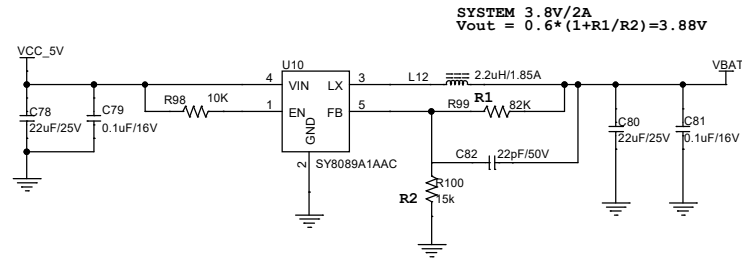 SYSTEM 3.8V/2A
Vout = 0.6*(1+R1/R2)=3.88V
VCC_5V
U10
L12
2.2uH/1.85A
VBAT
4
VIN
LX
3
R98
10K
1
EN
FB
5
R99
R1
82K
C78
22uF/25V
C79
0.1uF/16V
GND
2
SY8089A1AAC
C82
22pF/50V
R2
R100
15k
C80
22uF/25V
C81
0.1uF/16V